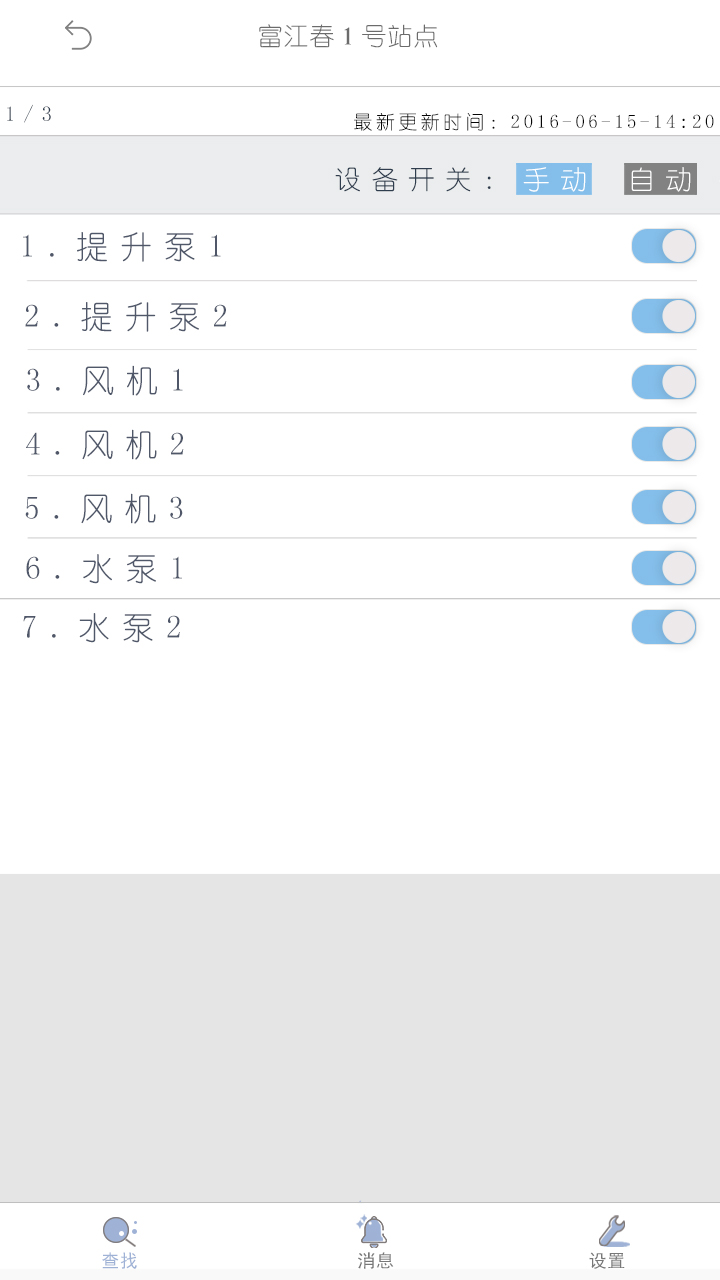 富江春1号站点
1/3
最新更新时间：2016-06-15-14:20
设备开关：手动 自动
1.提升泵1
2.提升泵2
3.风机1
4.风机2
5.风机3
6.水泵1
7.水泵2
查找 消息 设置